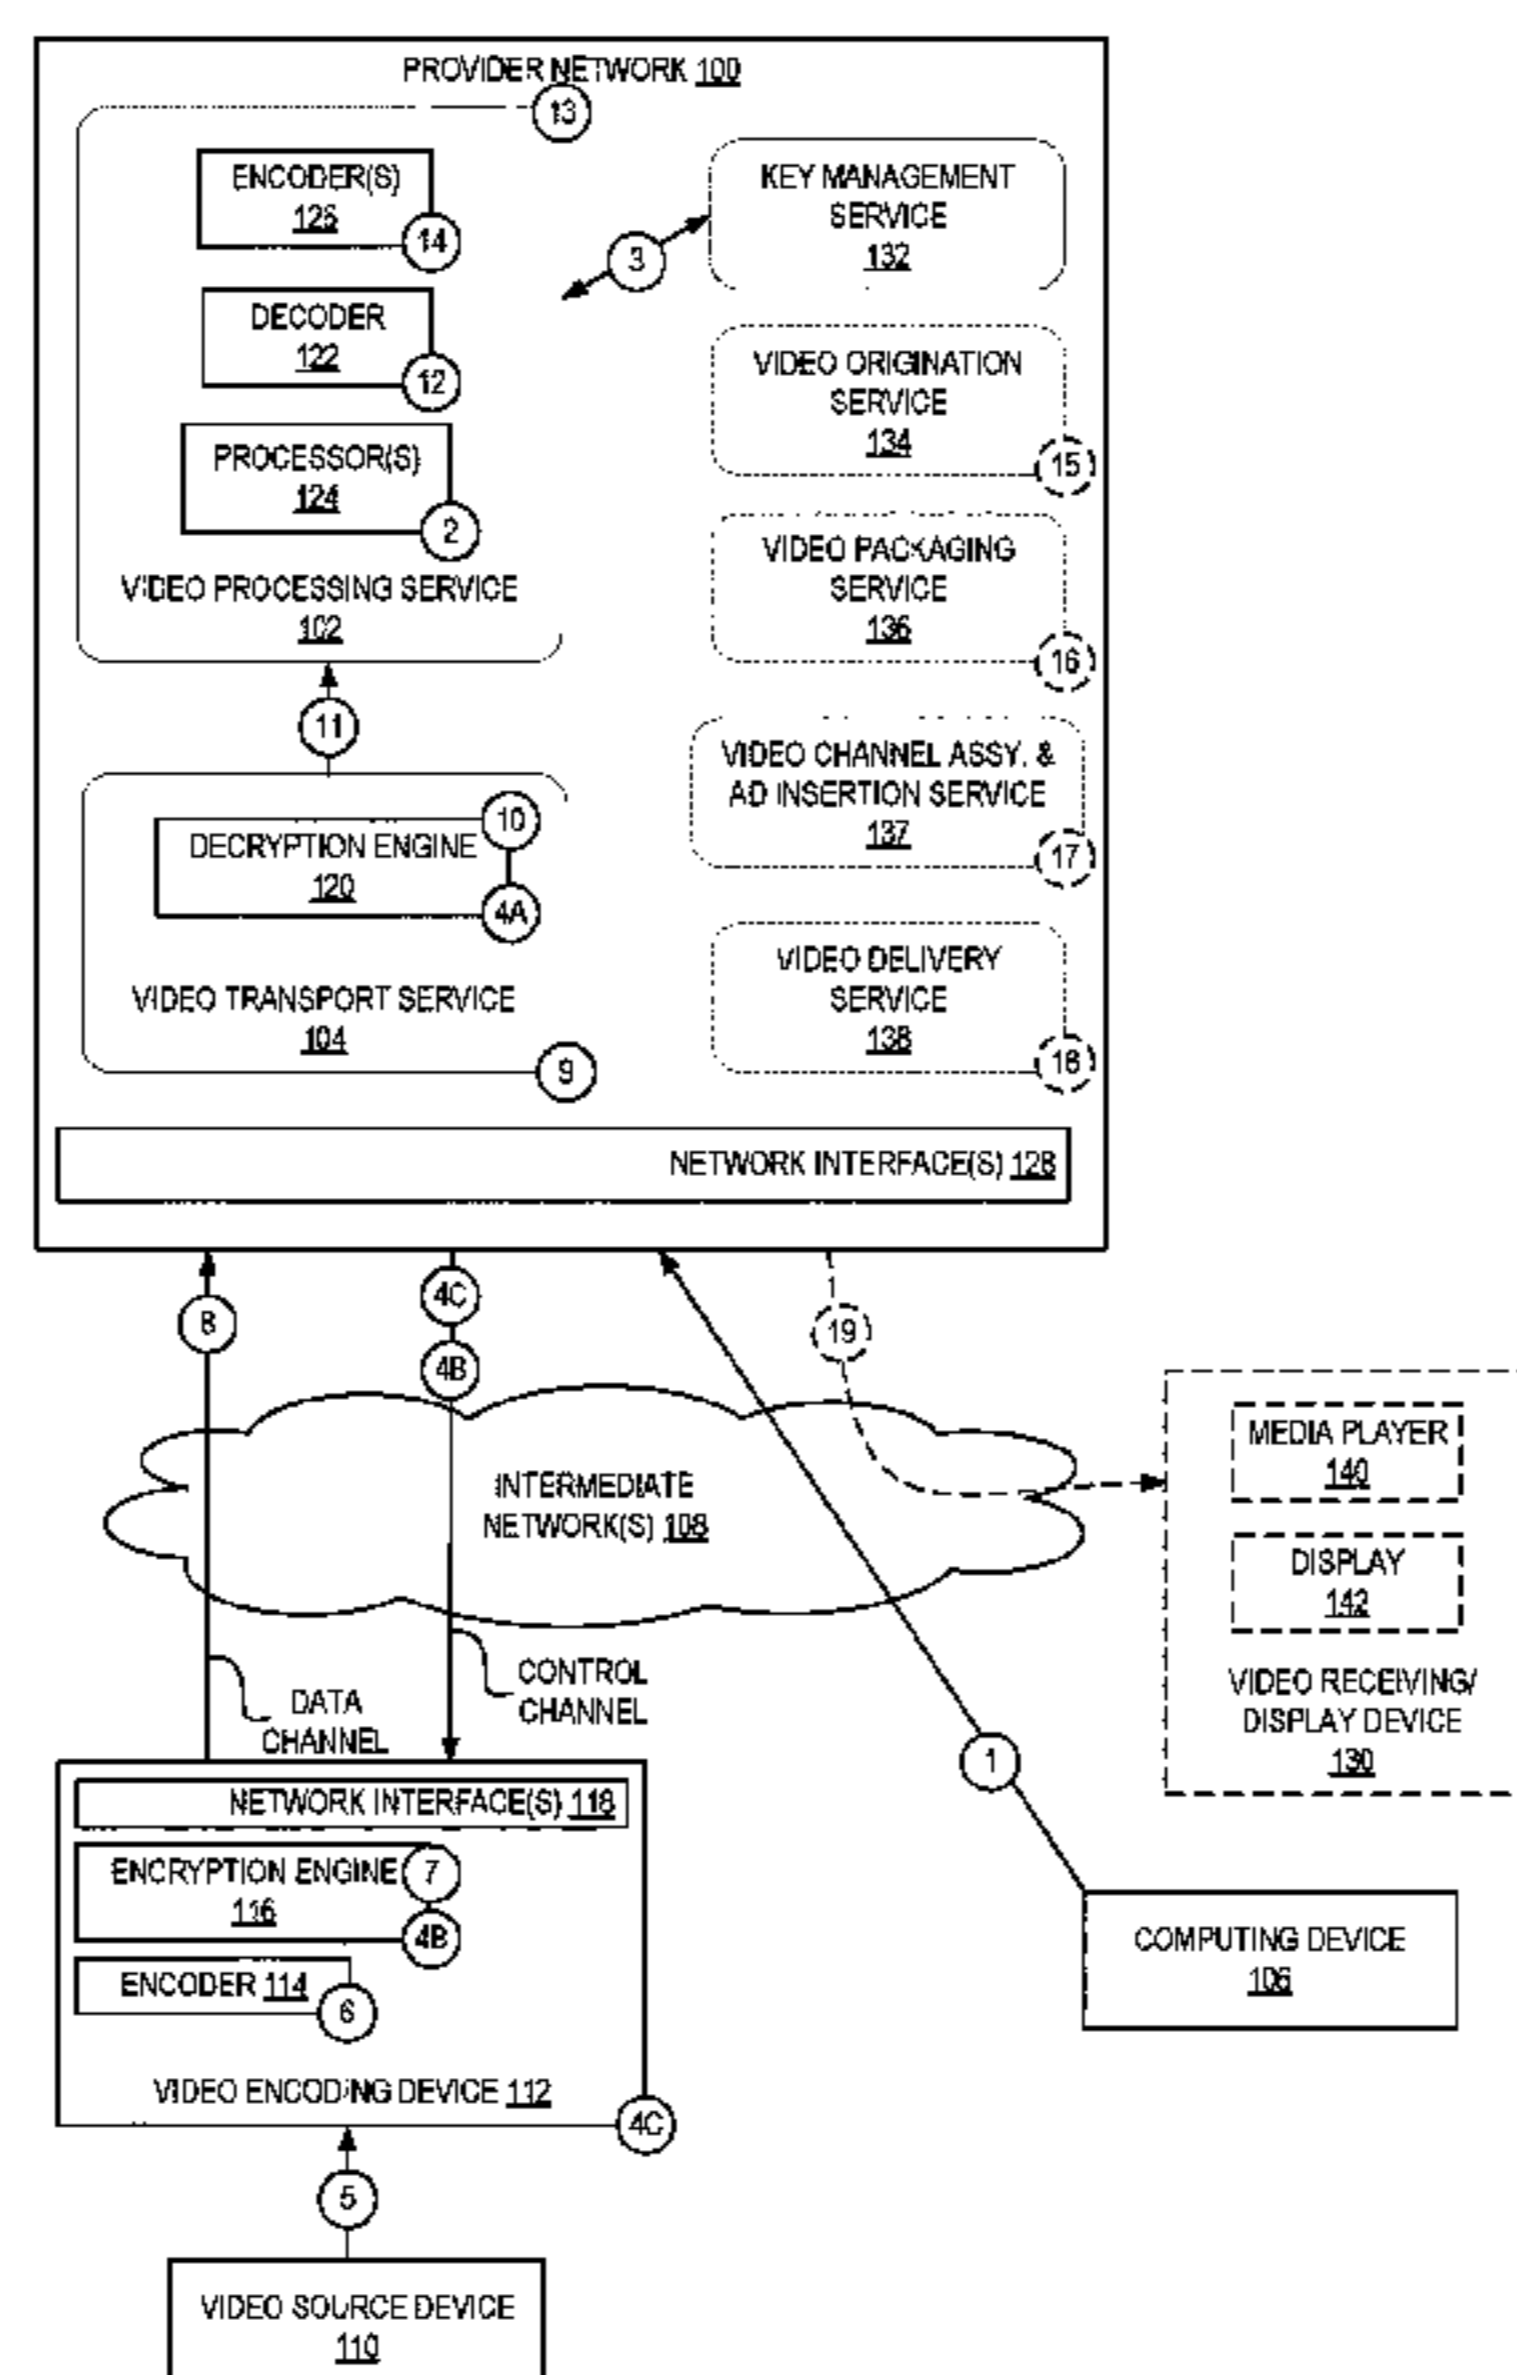 PROVIDER NETWORK 100
13
ENCODER(S)
126
14
DECODER
122
12
PROCESSOR(S)
124
2
VIDEO PROCESSING SERVICE
102
3
KEY MANAGEMENT
SERVICE
132
VIDEO ORIGINATION
SERVICE
134
15
VIDEO PACKAGING
SERVICE
136
16
11
VIDEO CHANNEL ASSY. &
AD INSERTION SERVICE
137
17
10
DECRYPTION ENGINE
120
4A
VIDEO TRANSPORT SERVICE
104
9
VIDEO DELIVERY
SERVICE
138
18
NETWORK INTERFACE(S) 128
8
4C
4B
19
INTERMEDIATE
NETWORK(S) 108
MEDIA PLAYER
140
DISPLAY
142
VIDEO RECEIVING/
DISPLAY DEVICE
130
DATA
CHANNEL
CONTROL
CHANNEL
1
NETWORK INTERFACE(S) 118
ENCRYPTION ENGINE
116
7
4B
ENCODER 114
6
VIDEO ENCODING DEVICE 112
4C
COMPUTING DEVICE
106
5
VIDEO SOURCE DEVICE
110